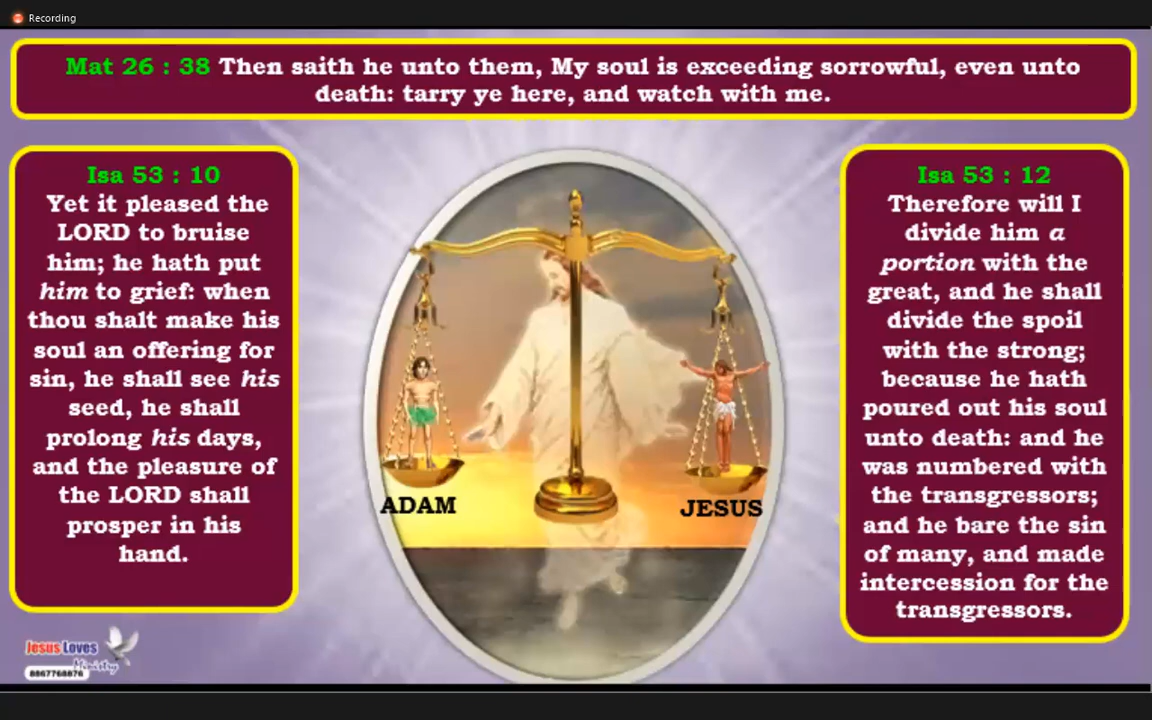 Recording
Mat 26 : 38 Then saith he unto them, My soul is exceeding sorrowful, even unto
death: tarry ye here, and watch with me.
Isa 53 : 10
Yet it pleased the
LORD to bruise
him; he hath put
him to grief: when
thou shalt make his
soul an offering for
sin, he shall see his
seed, he shall
prolong his days,
and the pleasure of
the LORD shall
prosper in his
hand.
ADAM
JESUS
Isa 53 : 12
Therefore will I
divide him a
portion with the
great, and he shall
divide the spoil
with the strong;
because he hath
poured out his soul
unto death: and he
was numbered with
the transgressors;
and he bare the sin
of many, and made
intercession for the
transgressors.
Jesus Loves
Ministry
8867768876